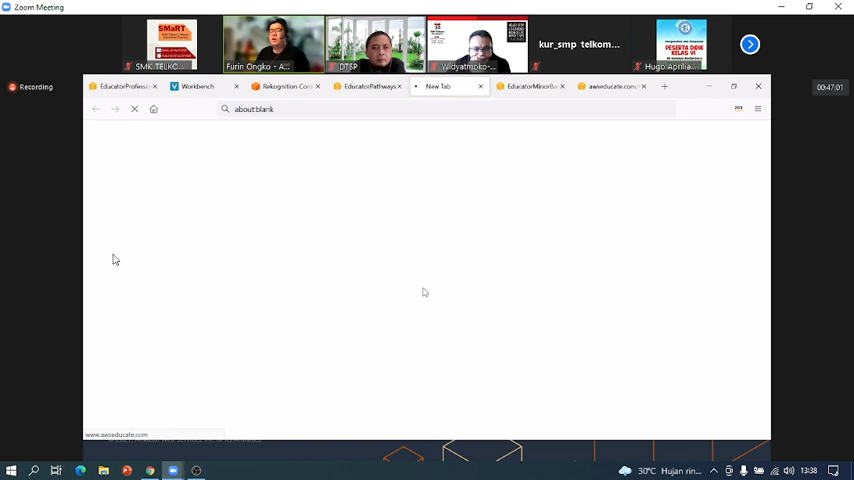 Zoom Meeting
SMaRT
SMK TELKO...
Furin Ongko - A...
DTSP
Widyatmoko-...
kur_smp telkom...
PESERTA DIDIK
KELAS VI
Hugo Aprilia...
Recording
00:47:01
EducatorProfessi
Workbench
Rekognition Con
EducatorPathways
New Tab
EducatorMinorBa
awseducate.com/
about:blank
www.awseducate.com
30°C Hujan rin...
13:38